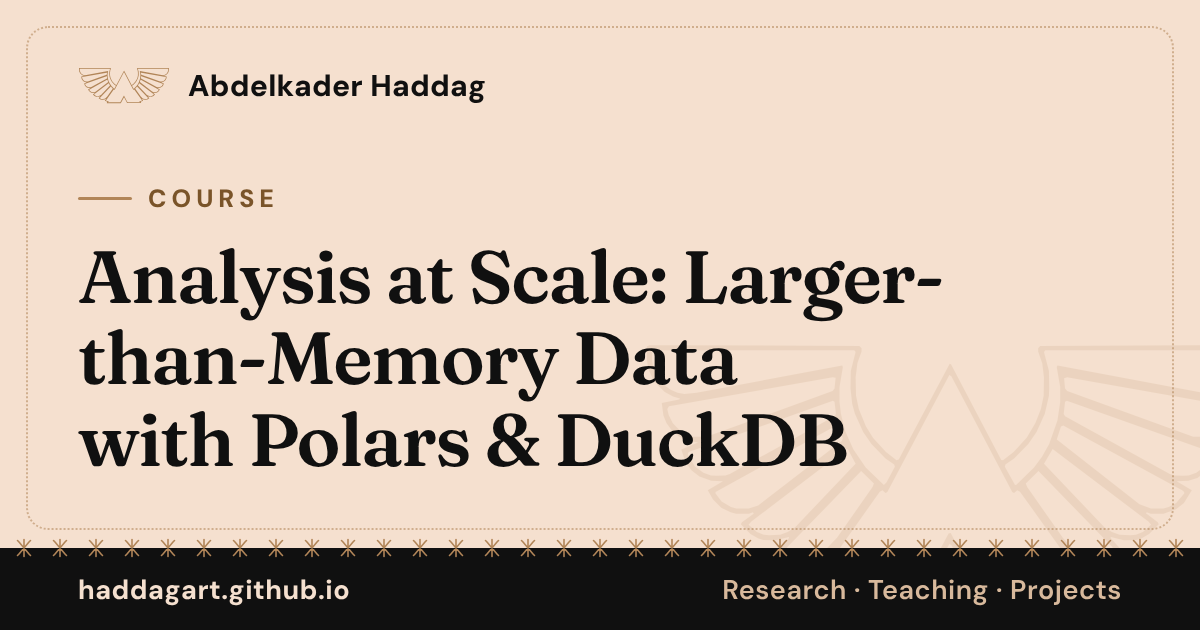 Abdelkader Haddag
COURSE
Analysis at Scale: Larger-
than-Memory Data
with Polars & DuckDB
haddagart.github.io
Research · Teaching · Projects